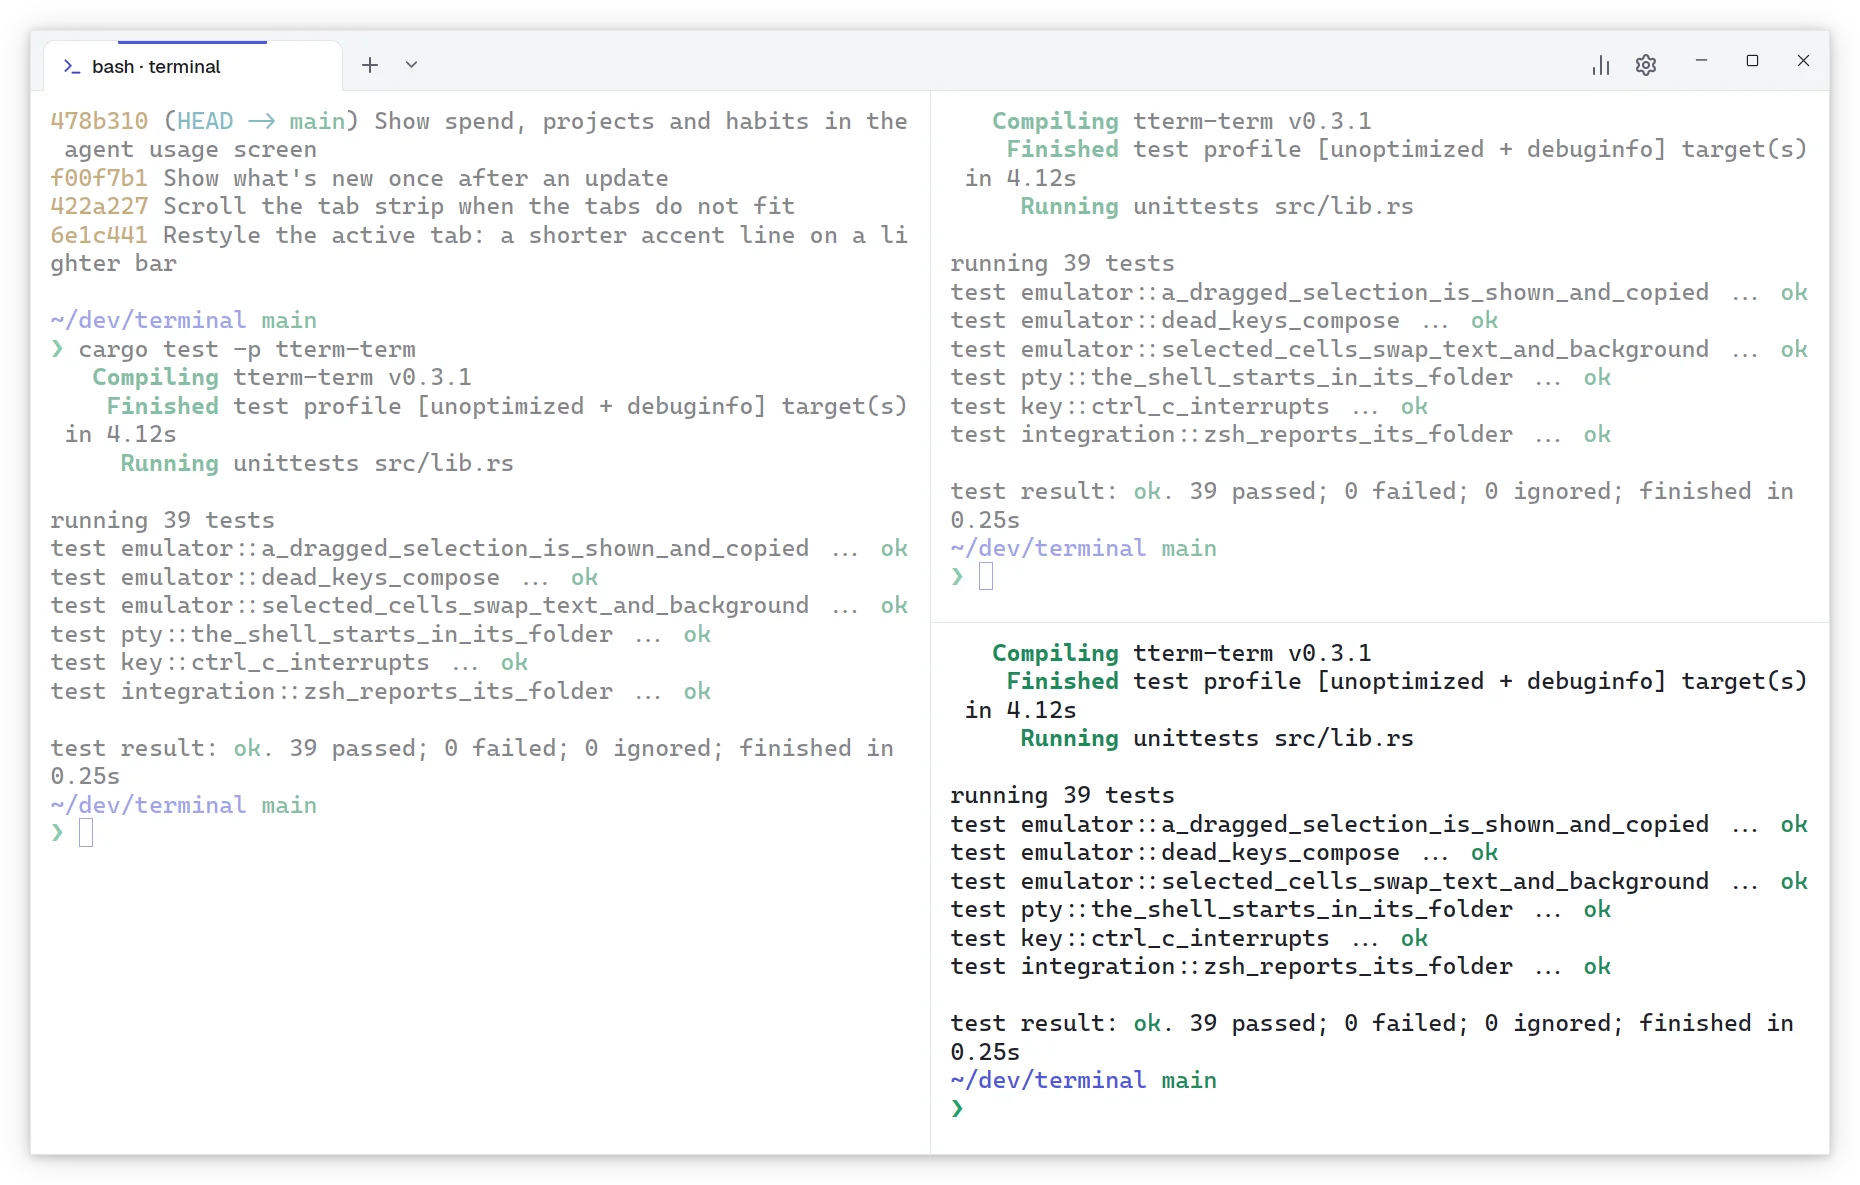 bash · terminal
478b310 (HEAD -> main) Show spend, projects and habits in the
 agent usage screen
f00f7b1 Show what's new once after an update
422a227 Scroll the tab strip when the tabs do not fit
6e1c441 Restyle the active tab: a shorter accent line on a li
ghter bar

~/dev/terminal main
❯ cargo test -p tterm-term
   Compiling tterm-term v0.3.1
    Finished test profile [unoptimized + debuginfo] target(s)
 in 4.12s
     Running unittests src/lib.rs

running 39 tests
test emulator::a_dragged_selection_is_shown_and_copied ... ok
test emulator::dead_keys_compose ... ok
test emulator::selected_cells_swap_text_and_background ... ok
test pty::the_shell_starts_in_its_folder ... ok
test key::ctrl_c_interrupts ... ok
test integration::zsh_reports_its_folder ... ok

test result: ok. 39 passed; 0 failed; 0 ignored; finished in
0.25s
~/dev/terminal main
❯
   Compiling tterm-term v0.3.1
    Finished test profile [unoptimized + debuginfo] target(s)
 in 4.12s
     Running unittests src/lib.rs

running 39 tests
test emulator::a_dragged_selection_is_shown_and_copied ... ok
test emulator::dead_keys_compose ... ok
test emulator::selected_cells_swap_text_and_background ... ok
test pty::the_shell_starts_in_its_folder ... ok
test key::ctrl_c_interrupts ... ok
test integration::zsh_reports_its_folder ... ok

test result: ok. 39 passed; 0 failed; 0 ignored; finished in
0.25s
~/dev/terminal main
❯
   Compiling tterm-term v0.3.1
    Finished test profile [unoptimized + debuginfo] target(s)
 in 4.12s
     Running unittests src/lib.rs

running 39 tests
test emulator::a_dragged_selection_is_shown_and_copied ... ok
test emulator::dead_keys_compose ... ok
test emulator::selected_cells_swap_text_and_background ... ok
test pty::the_shell_starts_in_its_folder ... ok
test key::ctrl_c_interrupts ... ok
test integration::zsh_reports_its_folder ... ok

test result: ok. 39 passed; 0 failed; 0 ignored; finished in
0.25s
~/dev/terminal main
❯